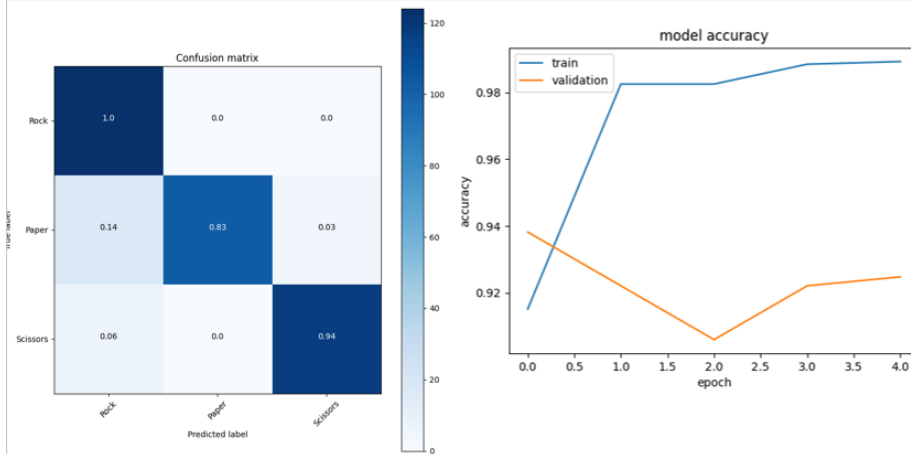 Confusion matrix
Rock
Paper
Scissors
1.0 0.0 0.0
0.14 0.83 0.03
0.06 0.0 0.94
Rock Paper Scissors
Predicted label
120
100
80
60
40
20
0
model accuracy
train
validation
accuracy
0.98
0.96
0.94
0.92
0.0 0.5 1.0 1.5 2.0 2.5 3.0 3.5 4.0
epoch